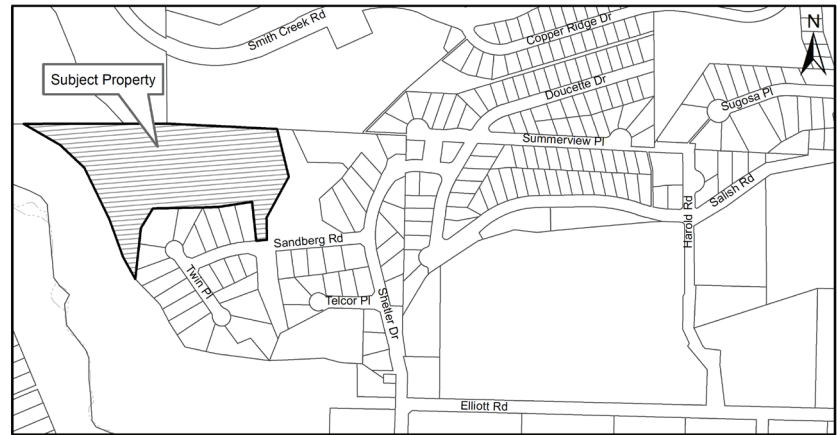 Smith Creek Rd
Copper Ridge Dr
N
Subject Property
Doucette Dr
Sugosa Pl
Summerview Pl
Salish Rd
Harold Rd
Sandberg Rd
Twin Pl
Telcor Pl
Shetler Dr
Elliott Rd